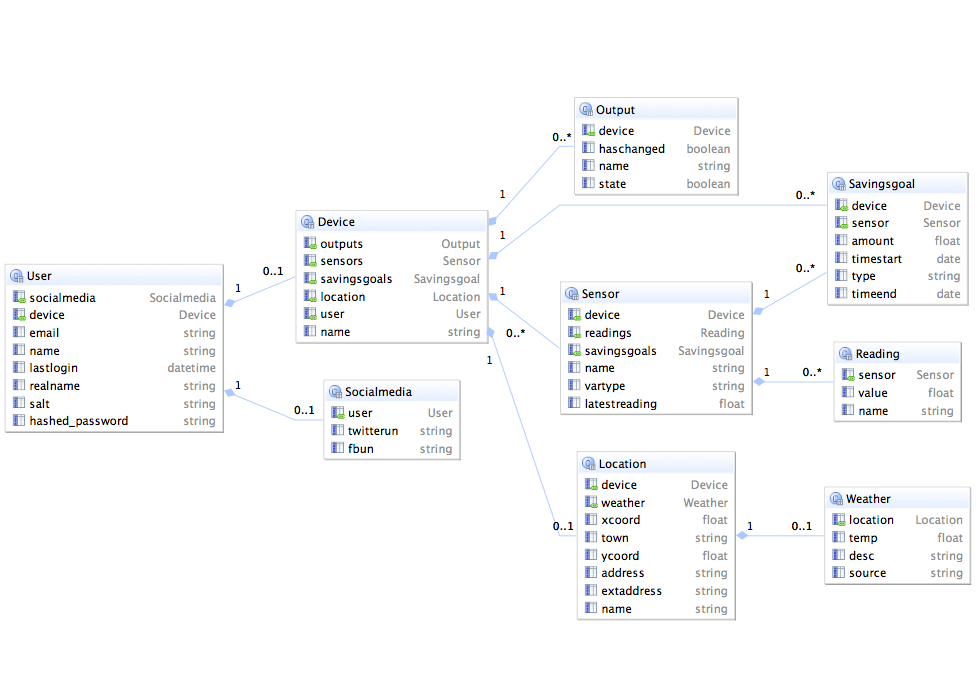 User
socialmedia Socialmedia
device Device
email string
name string
lastlogin datetime
realname string
salt string
hashed_password string
1
0..1
1
0..1
Device
outputs Output
sensors Sensor
savingsgoals Savingsgoal
location Location
user User
name string
Socialmedia
user User
twitterun string
fbun string
1
0..*
1
0..*
1
0..*
1
0..1
Output
device Device
haschanged boolean
name string
state boolean
Sensor
device Device
readings Reading
savingsgoals Savingsgoal
name string
vartype string
latestreading float
1
0..*
1
0..*
Location
device Device
weather Weather
xcoord float
town string
ycoord float
address string
extaddress string
name string
1
0..1
Savingsgoal
device Device
sensor Sensor
amount float
timestart date
type string
timeend date
Reading
sensor Sensor
value float
name string
Weather
location Location
temp float
desc string
source string